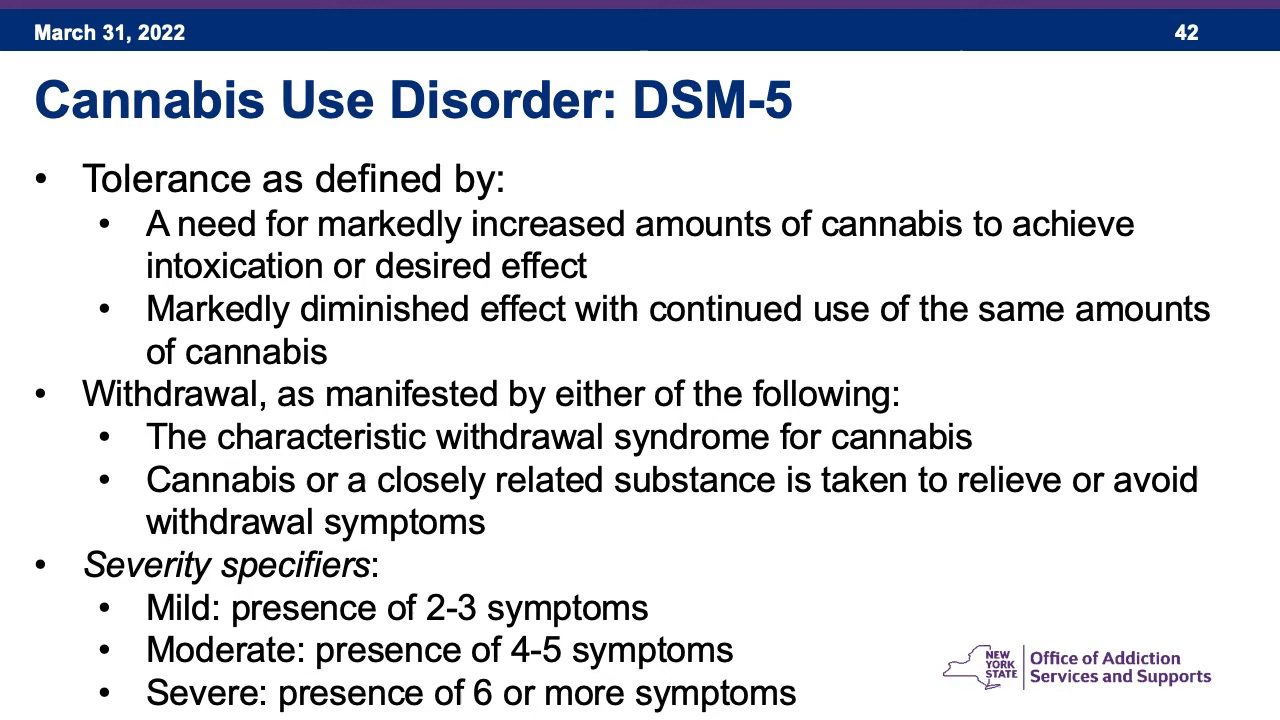 March 31, 2022
42
Cannabis Use Disorder: DSM-5
• Tolerance as defined by:
• A need for markedly increased amounts of cannabis to achieve
intoxication or desired effect
• Markedly diminished effect with continued use of the same amounts
of cannabis
• Withdrawal, as manifested by either of the following:
• The characteristic withdrawal syndrome for cannabis
• Cannabis or a closely related substance is taken to relieve or avoid
withdrawal symptoms
• Severity specifiers:
• Mild: presence of 2-3 symptoms
• Moderate: presence of 4-5 symptoms
• Severe: presence of 6 or more symptoms
NEW
YORK
STATE
Office of Addiction
Services and Supports